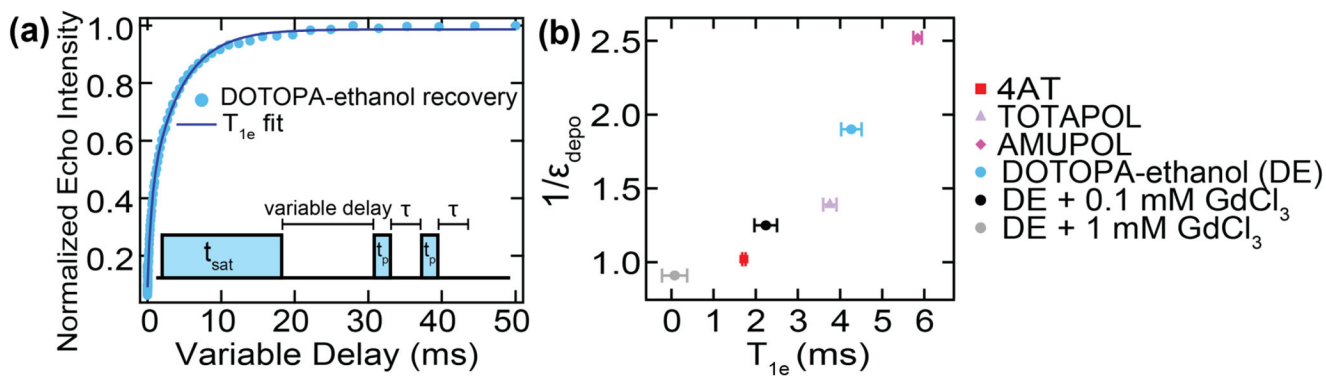 (a)
Normalized Echo Intensity
1.0
0.8
0.6
0.4
0.2
DOTOPA-ethanol recovery
T1e fit
variable delay τ τ
tsat tp tp
0 10 20 30 40 50
Variable Delay (ms)
(b)
1/εdepo
2.5
2.0
1.5
1.0
0 1 2 3 4 5 6
T1e (ms)
4AT
TOTAPOL
AMUPOL
DOTOPA-ethanol (DE)
DE + 0.1 mM GdCl3
DE + 1 mM GdCl3